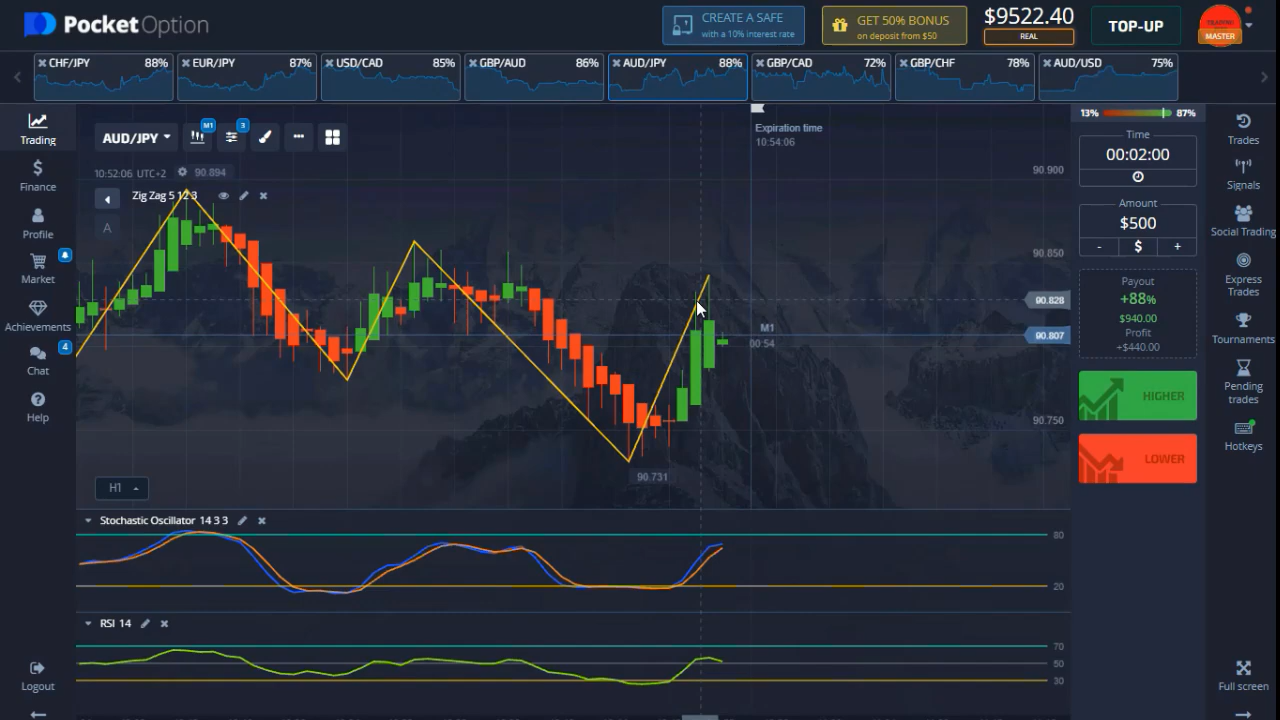 PocketOption
CREATE A SAFE
with a 10% interest rate
GET 50% BONUS
on deposit from $50
$9522.40
REAL
TOP-UP
TRADING
MASTER
CHF/JPY 88%
EUR/JPY 87%
USD/CAD 85%
GBP/AUD 86%
AUD/JPY 88%
GBP/CAD 72%
GBP/CHF 78%
AUD/USD 75%
Trading
Finance
Profile
Market
Achievements
4
Chat
Help
Logout
AUD/JPY
M1
3
10:52:06 UTC+2
90.894
Zig Zag 5 12 3
A
Expiration time
10:54:06
90.900
90.850
90.828
90.807
90.750
M1
00:54
90.731
H1
Stochastic Oscillator 14 3 3
80
20
RSI 14
70
50
30
13% 87%
Time
00:02:00
Amount
$500
- $ +
Payout
+88%
$940.00
Profit
+$440.00
HIGHER
LOWER
Trades
Signals
Social Trading
Express
Trades
Tournaments
Pending
trades
Hotkeys
Full screen